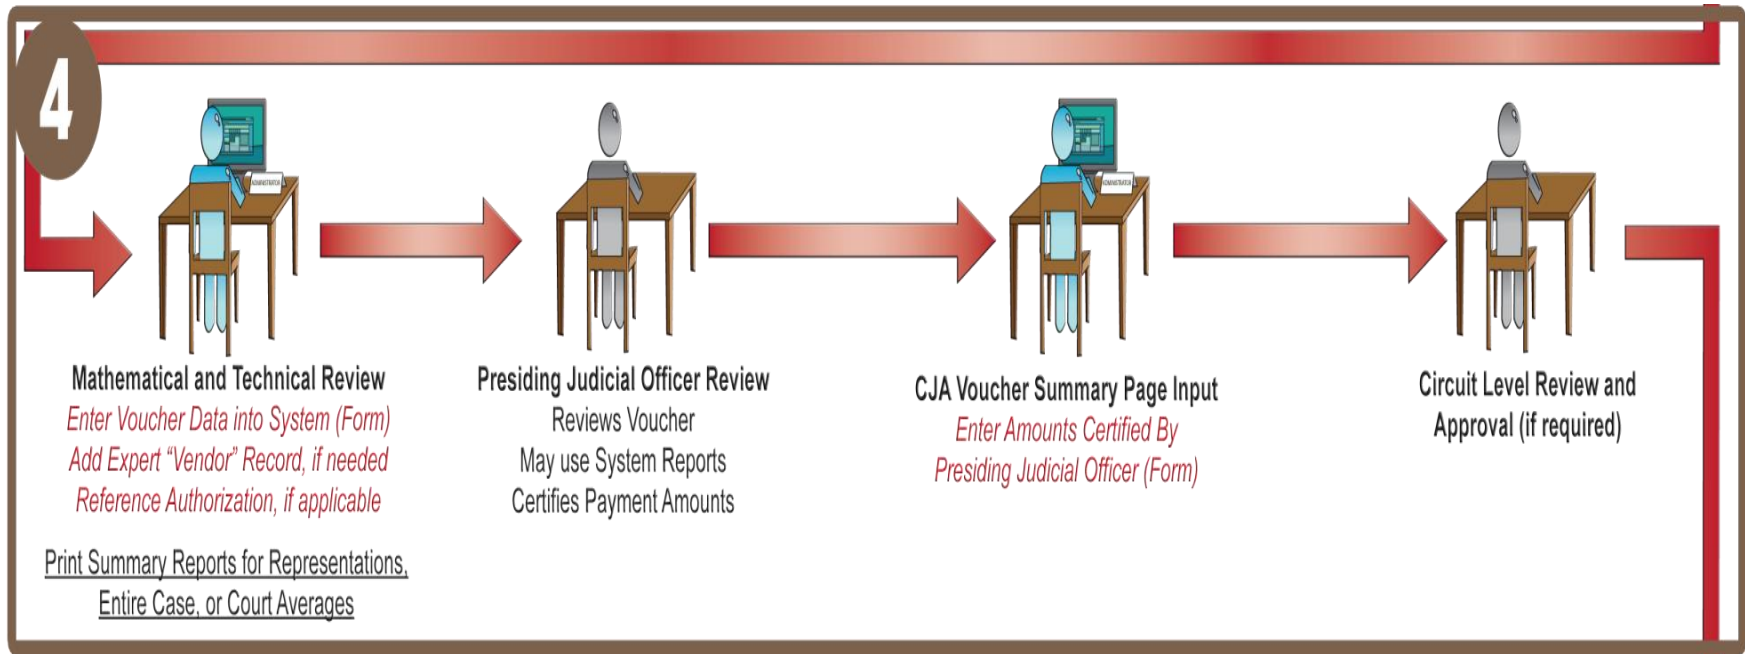 4
ADMINISTRATOR
ADMINISTRATOR
Mathematical and Technical Review
Enter Voucher Data into System (Form)
Add Expert “Vendor” Record, if needed
Reference Authorization, if applicable
Print Summary Reports for Representations,
Entire Case, or Court Averages
Presiding Judicial Officer Review
Reviews Voucher
May use System Reports
Certifies Payment Amounts
CJA Voucher Summary Page Input
Enter Amounts Certified By
Presiding Judicial Officer (Form)
Circuit Level Review and
Approval (if required)